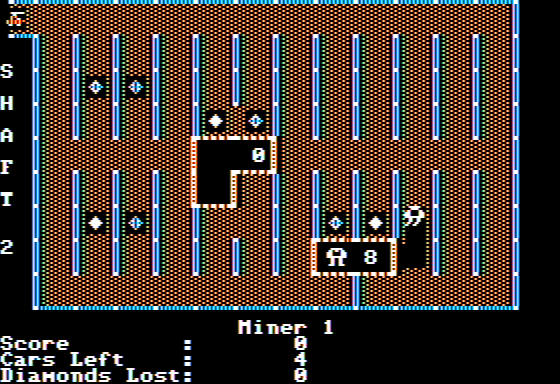 S
H
A
F
T
2
0
8
Miner 1
Score : 0
Cars Left : 4
Diamonds Lost: 0